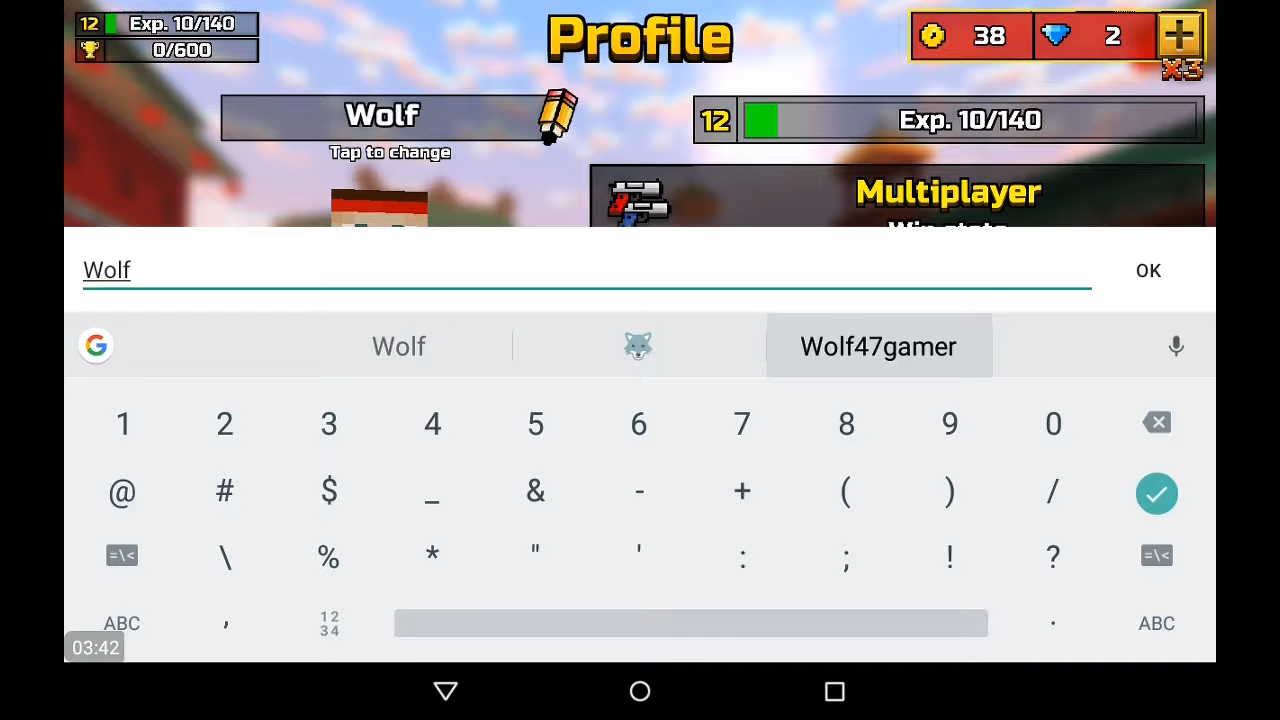 12 Exp. 10/140
0/600
Profile
38
2
X3
Wolf
Tap to change
12 Exp. 10/140
Multiplayer
Win stats
Wolf
OK
G
Wolf
Wolf47gamer
1 2 3 4 5 6 7 8 9 0
@ # $ _ & - + ( ) /
=\< \ % * " ' : ; ! ? =\<
ABC , 12 34 . ABC
03:42